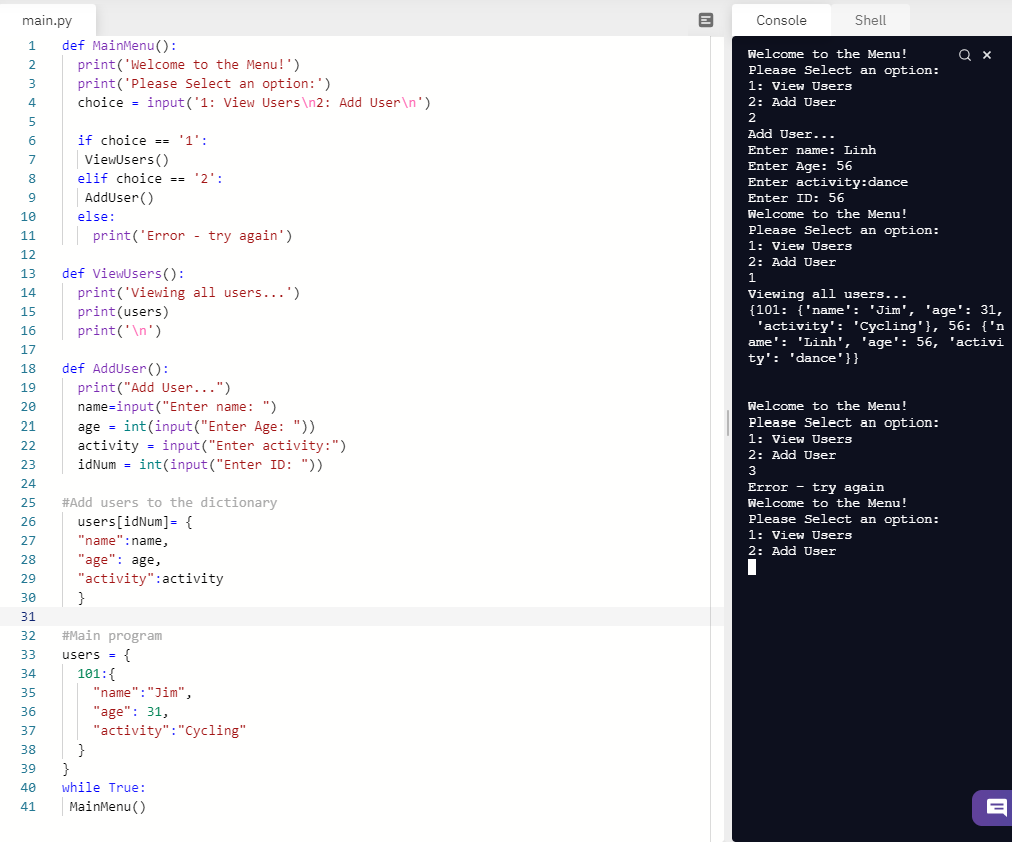 main.py
1 def MainMenu():
2 print('Welcome to the Menu!')
3 print('Please Select an option:')
4 choice = input('1: View Users\n2: Add User\n')
5
6 if choice == '1':
7 ViewUsers()
8 elif choice == '2':
9 AddUser()
10 else:
11 print('Error - try again')
12
13 def ViewUsers():
14 print('Viewing all users...')
15 print(users)
16 print('\n')
17
18 def AddUser():
19 print("Add User...")
20 name=input("Enter name: ")
21 age = int(input("Enter Age: "))
22 activity = input("Enter activity:")
23 idNum = int(input("Enter ID: "))
24
25 #Add users to the dictionary
26 users[idNum]= {
27 "name":name,
28 "age": age,
29 "activity":activity
30 }
31
32 #Main program
33 users = {
34 101:{
35 "name":"Jim",
36 "age": 31,
37 "activity":"Cycling"
38 }
39 }
40 while True:
41 MainMenu()
Console Shell
Welcome to the Menu!
Please Select an option:
1: View Users
2: Add User
2
Add User...
Enter name: Linh
Enter Age: 56
Enter activity:dance
Enter ID: 56
Welcome to the Menu!
Please Select an option:
1: View Users
2: Add User
1
Viewing all users...
{101: {'name': 'Jim', 'age': 31,
'activity': 'Cycling'}, 56: {'n
ame': 'Linh', 'age': 56, 'activi
ty': 'dance'}}
Welcome to the Menu!
Please Select an option:
1: View Users
2: Add User
3
Error - try again
Welcome to the Menu!
Please Select an option:
1: View Users
2: Add User